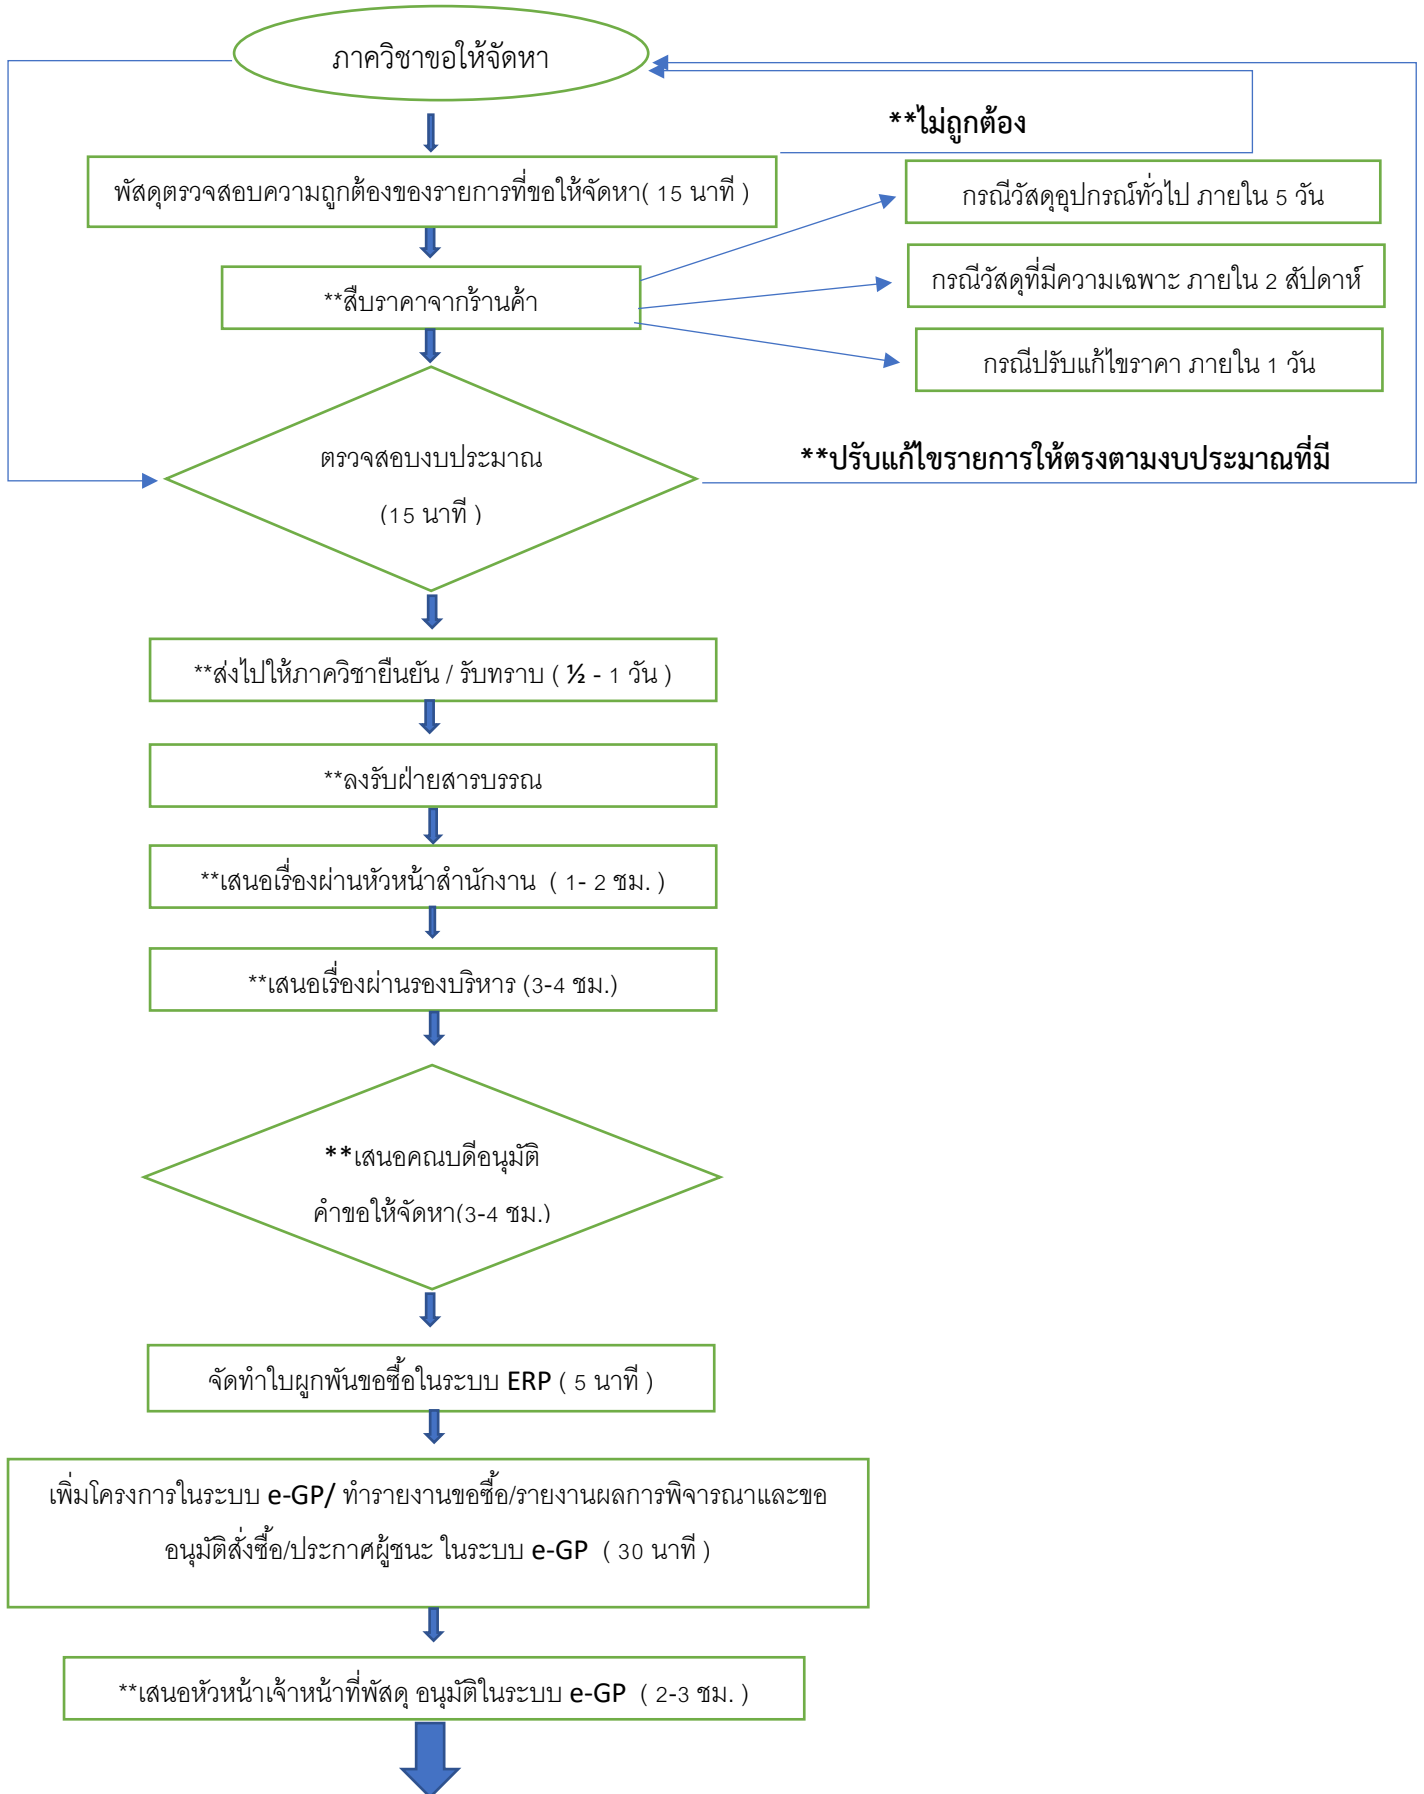 ภาควิชาขอให้จัดหา
**ไม่ถูกต้อง
พัสดุตรวจสอบความถูกต้องของรายการที่ขอให้จัดหา( 15 นาที )
กรณีวัสดุอุปกรณ์ทั่วไป ภายใน 5 วัน
**สืบราคาจากร้านค้า
กรณีวัสดุที่มีความเฉพาะ ภายใน 2 สัปดาห์
กรณีปรับแก้ไขราคา ภายใน 1 วัน
ตรวจสอบงบประมาณ
(15 นาที )
**ปรับแก้ไขรายการให้ตรงตามงบประมาณที่มี
**ส่งไปให้ภาควิชายืนยัน / รับทราบ ( ½ - 1 วัน )
**ลงรับฝ่ายสารบรรณ
**เสนอเรื่องผ่านหัวหน้าสำนักงาน ( 1- 2 ชม. )
**เสนอเรื่องผ่านรองบริหาร (3-4 ชม.)
**เสนอคณบดีอนุมัติ
คำขอให้จัดหา(3-4 ชม.)
จัดทำใบผูกพันขอซื้อในระบบ ERP ( 5 นาที )
เพิ่มโครงการในระบบ e-GP/ ทำรายงานขอซื้อ/รายงานผลการพิจารณาและขอ
อนุมัติสั่งซื้อ/ประกาศผู้ชนะ ในระบบ e-GP ( 30 นาที )
**เสนอหัวหน้าเจ้าหน้าที่พัสดุ อนุมัติในระบบ e-GP ( 2-3 ชม. )